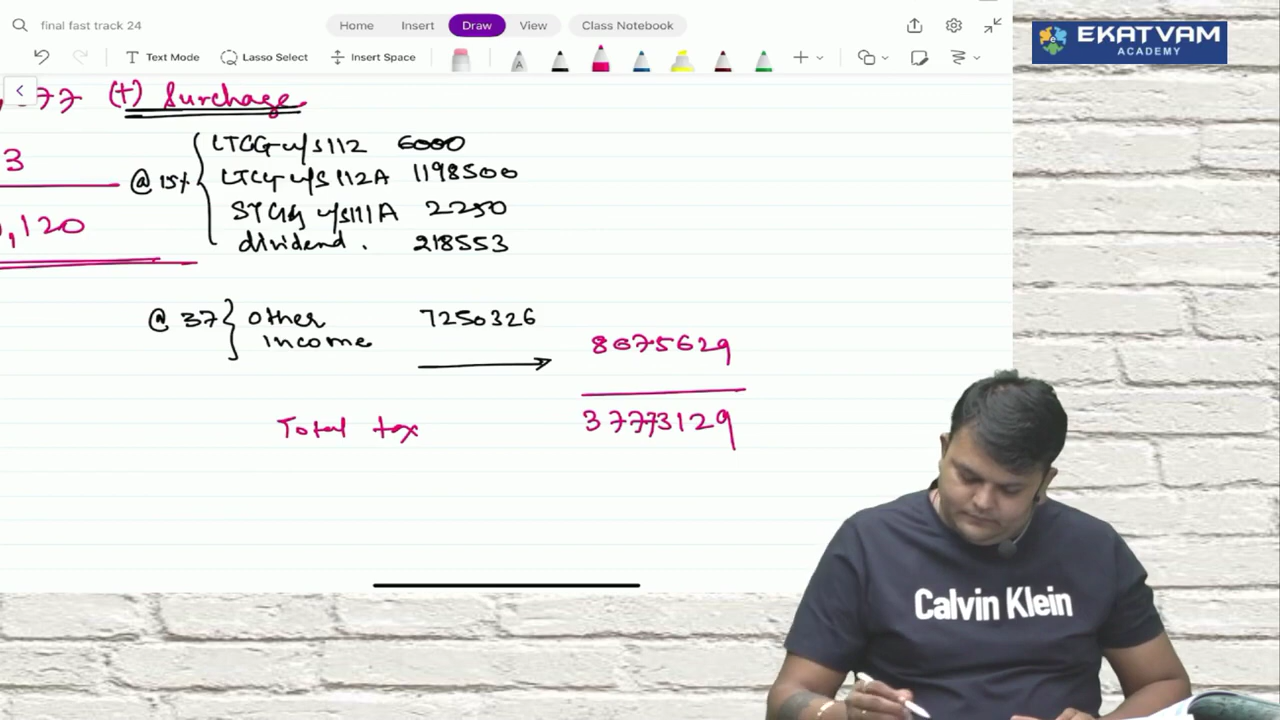 final fast track 24
Home Insert Draw View Class Notebook
Text Mode Lasso Select Insert Space
EKATVAM
ACADEMY
77 (+) Surchage
LTCG u/s 112 6000
@ 15% LTCG u/s 112A 1198500
STCG u/s 111A 2250
dividend. 218553
3
,120
@ 37 Other 7250326
income
8675629
Total tax 37773129
Calvin Klein